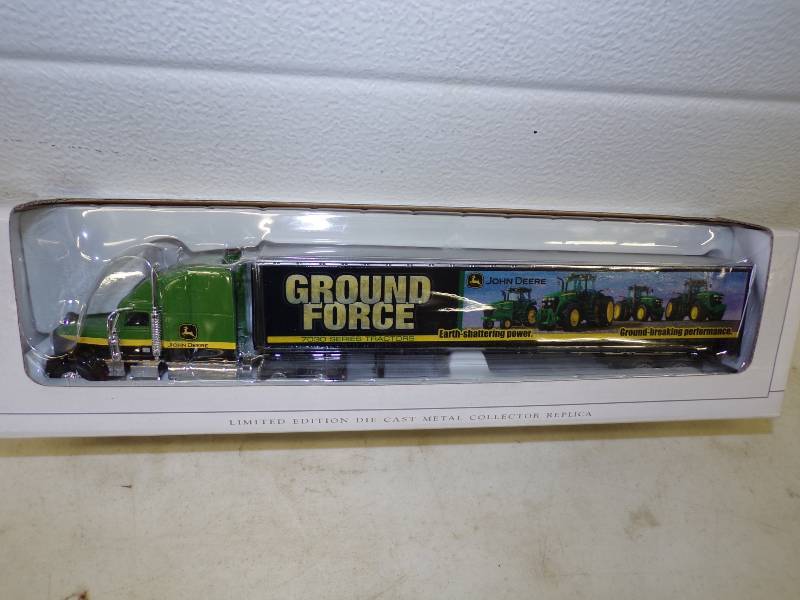 GROUND
FORCE
7030 SERIES TRACTORS
JOHN DEERE
Earth-shattering power.
Ground-breaking performance.
JOHN DEERE
LIMITED EDITION DIE CAST METAL COLLECTOR REPLICA